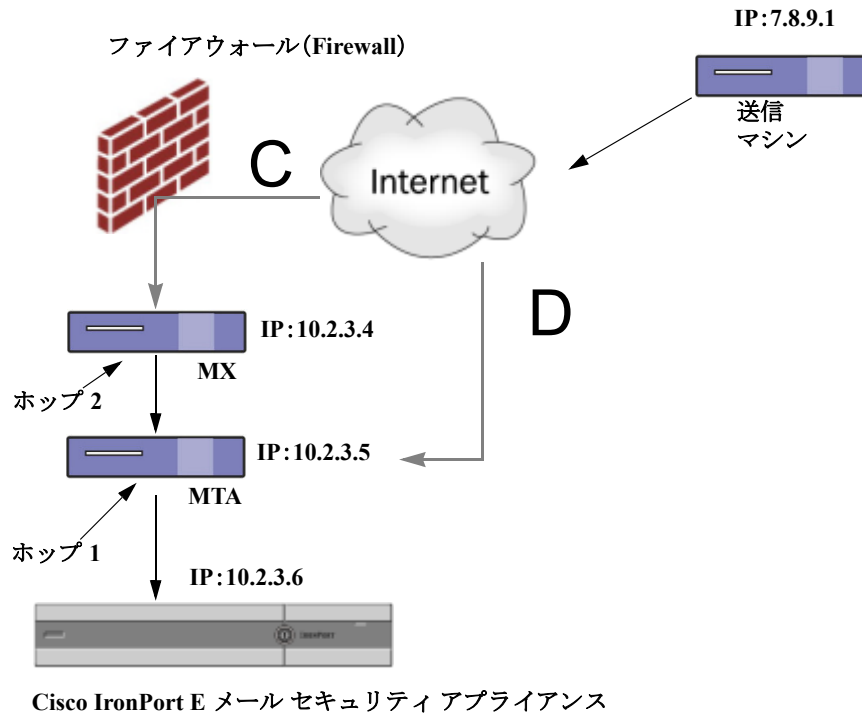 IP:7.8.9.1
ファイアウォール(Firewall)
送信
マシン
C
Internet
D
IP:10.2.3.4
MX
ホップ 2
IP:10.2.3.5
MTA
ホップ 1
IP:10.2.3.6
IRONPORT
Cisco IronPort E メール セキュリティ アプライアンス